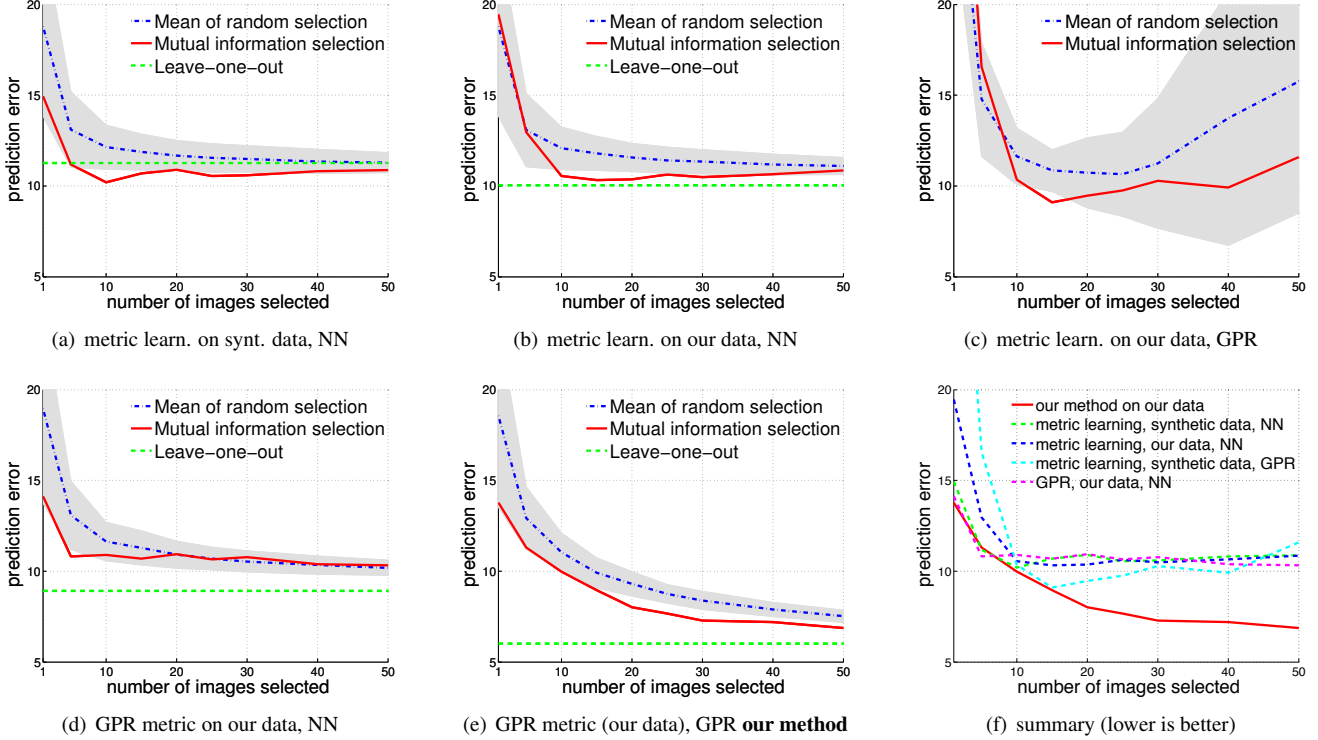 20
15
10
5
prediction error
1 10 20 30 40 50
number of images selected
Mean of random selection
Mutual information selection
Leave−one−out
(a) metric learn. on synt. data, NN
20
15
10
5
prediction error
1 10 20 30 40 50
number of images selected
Mean of random selection
Mutual information selection
Leave−one−out
(b) metric learn. on our data, NN
20
15
10
5
prediction error
1 10 20 30 40 50
number of images selected
Mean of random selection
Mutual information selection
(c) metric learn. on our data, GPR
20
15
10
5
prediction error
1 10 20 30 40 50
number of images selected
Mean of random selection
Mutual information selection
Leave−one−out
(d) GPR metric on our data, NN
20
15
10
5
prediction error
1 10 20 30 40 50
number of images selected
Mean of random selection
Mutual information selection
Leave−one−out
(e) GPR metric (our data), GPR our method
20
15
10
5
prediction error
1 10 20 30 40 50
number of images selected
our method on our data
metric learning, synthetic data, NN
metric learning, our data, NN
metric learning, synthetic data, GPR
GPR, our data, NN
(f) summary (lower is better)